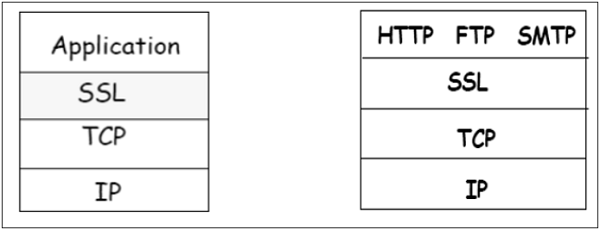 Application
SSL
TCP
IP
HTTP FTP SMTP
SSL
TCP
IP